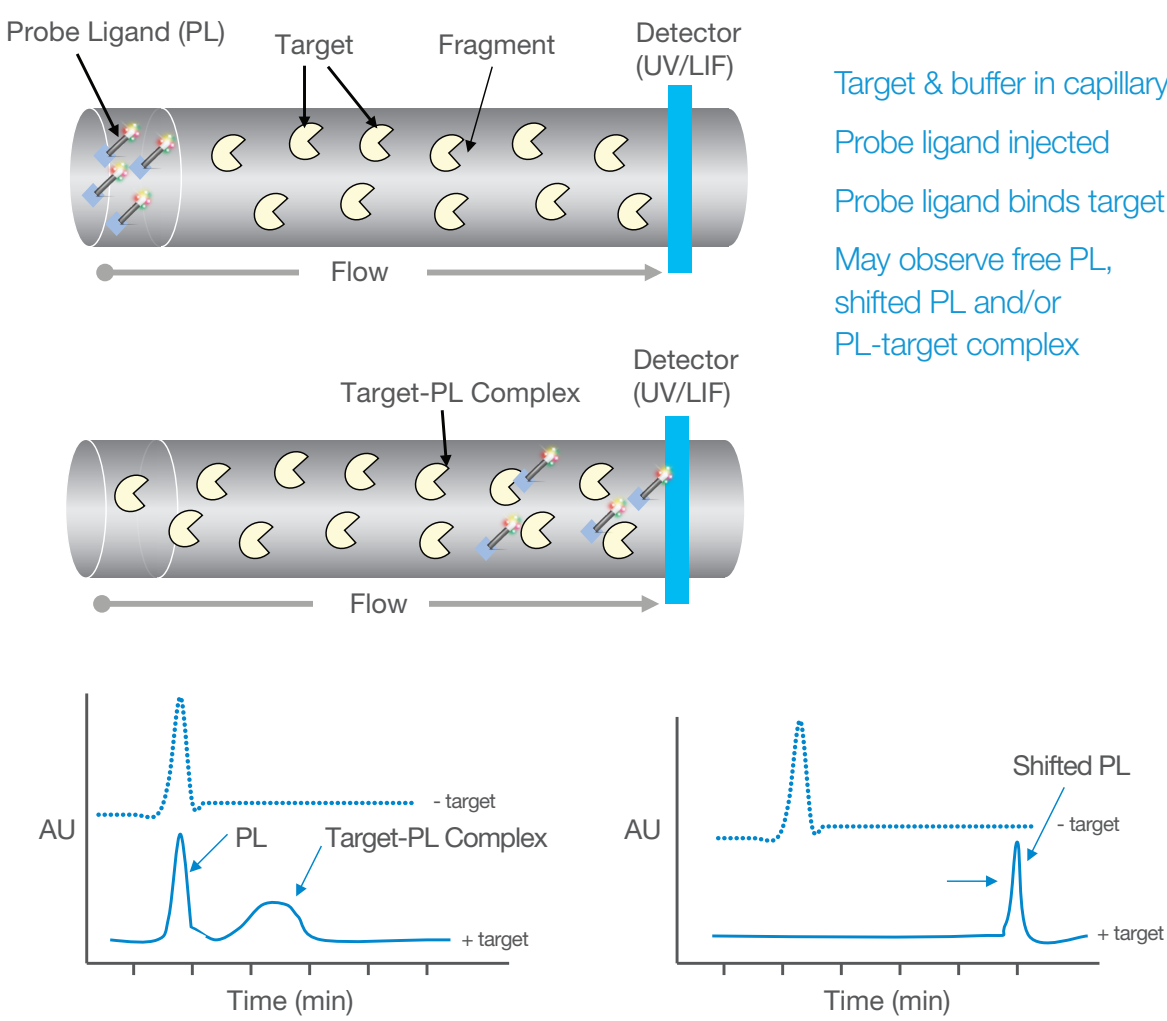 Probe Ligand (PL)
Target
Fragment
Detector
(UV/LIF)
Flow
Target & buffer in capillary
Probe ligand injected
Probe ligand binds target
May observe free PL,
shifted PL and/or
PL-target complex
Target-PL Complex
Detector
(UV/LIF)
Flow
AU
- target
PL
Target-PL Complex
+ target
Time (min)
AU
Shifted PL
- target
+ target
Time (min)